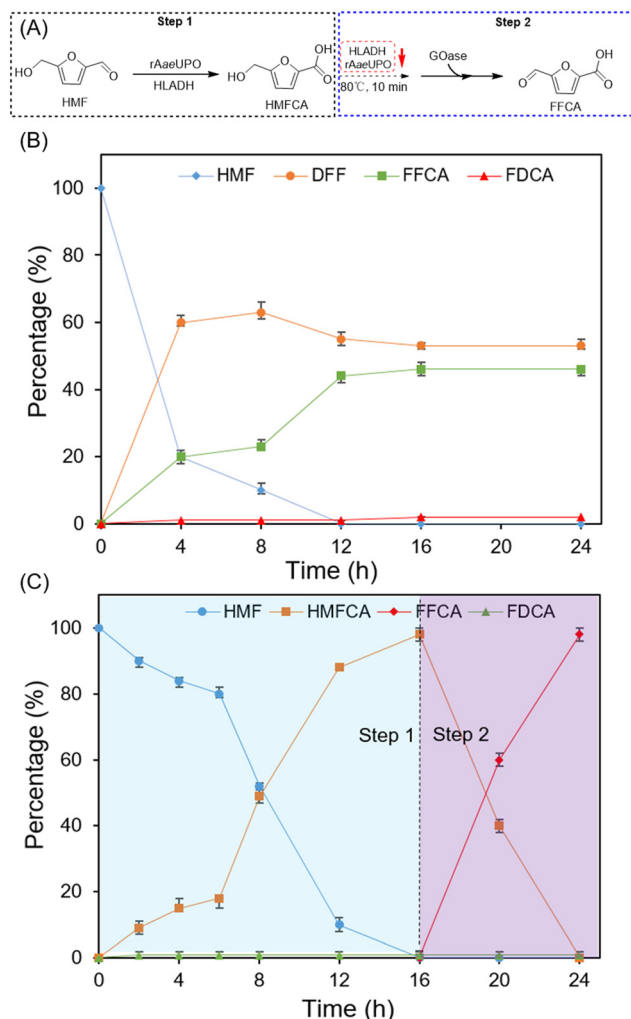 (A)
Step 1
Step 2
HO
O
O
HMF
rAaeUPO
HLADH
HO
O
OH
O
HMFCA
HLADH
rAaeUPO
80℃, 10 min
GOase
O
O
OH
O
FFCA
(B)
HMF DFF FFCA FDCA
Percentage (%)
100
80
60
40
20
0
0 4 8 12 16 20 24
Time (h)
(C)
HMF HMFCA FFCA FDCA
Percentage (%)
100
80
60
40
20
0
Step 1 Step 2
0 4 8 12 16 20 24
Time (h)